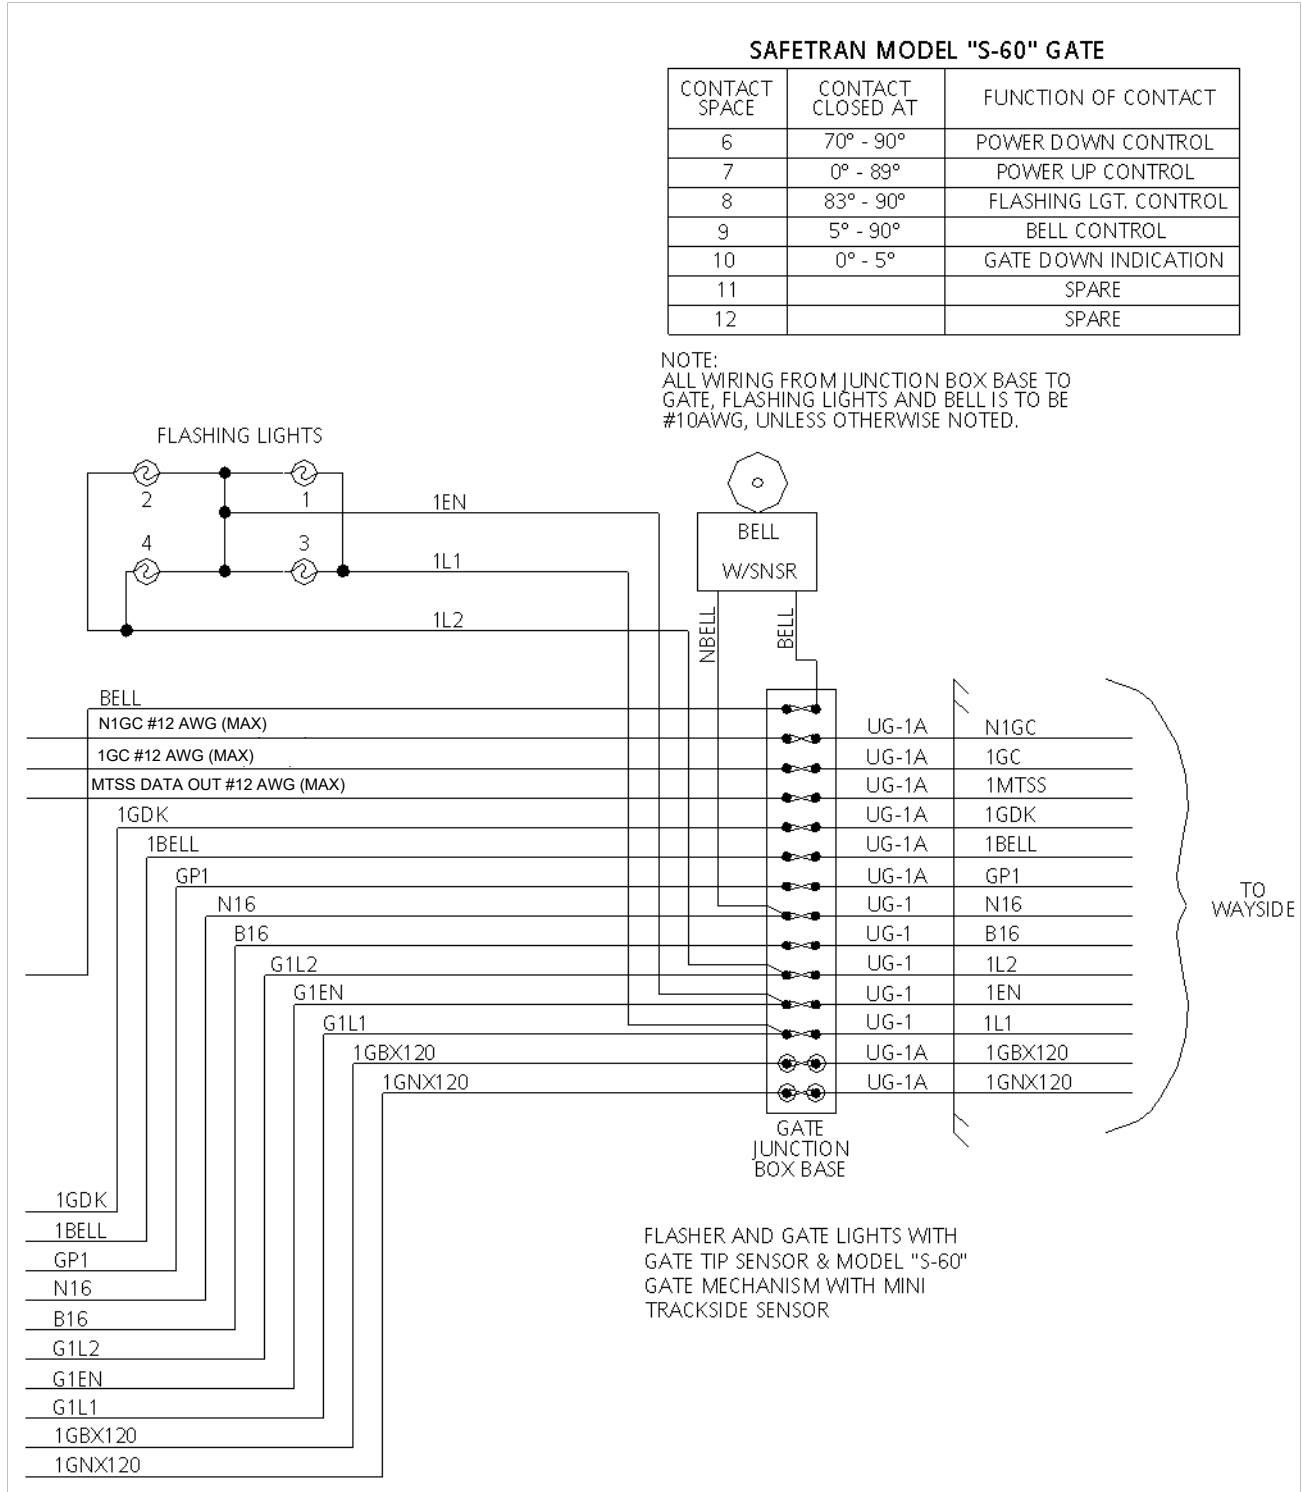 SAFETRAN MODEL "S-60" GATE
CONTACT SPACE CONTACT CLOSED AT FUNCTION OF CONTACT
6 70° - 90° POWER DOWN CONTROL
7 0° - 89° POWER UP CONTROL
8 83° - 90° FLASHING LGT. CONTROL
9 5° - 90° BELL CONTROL
10 0° - 5° GATE DOWN INDICATION
11 SPARE
12 SPARE
NOTE:
ALL WIRING FROM JUNCTION BOX BASE TO
GATE, FLASHING LIGHTS AND BELL IS TO BE
#10AWG, UNLESS OTHERWISE NOTED.
FLASHING LIGHTS
2 1
4 3
1EN
1L1
1L2
BELL
W/SNSR
NBELL
BELL
BELL
N1GC #12 AWG (MAX) UG-1A N1GC
1GC #12 AWG (MAX) UG-1A 1GC
MTSS DATA OUT #12 AWG (MAX) UG-1A 1MTSS
1GDK UG-1A 1GDK
1BELL UG-1A 1BELL
GP1 UG-1A GP1
N16 UG-1 N16
B16 UG-1 B16
G1L2 UG-1 1L2
G1EN UG-1 1EN
G1L1 UG-1 1L1
1GBX120 UG-1A 1GBX120
1GNX120 UG-1A 1GNX120
TO
WAYSIDE
GATE
JUNCTION
BOX BASE
1GDK
1BELL
GP1
N16
B16
G1L2
G1EN
G1L1
1GBX120
1GNX120
FLASHER AND GATE LIGHTS WITH
GATE TIP SENSOR & MODEL "S-60"
GATE MECHANISM WITH MINI
TRACKSIDE SENSOR